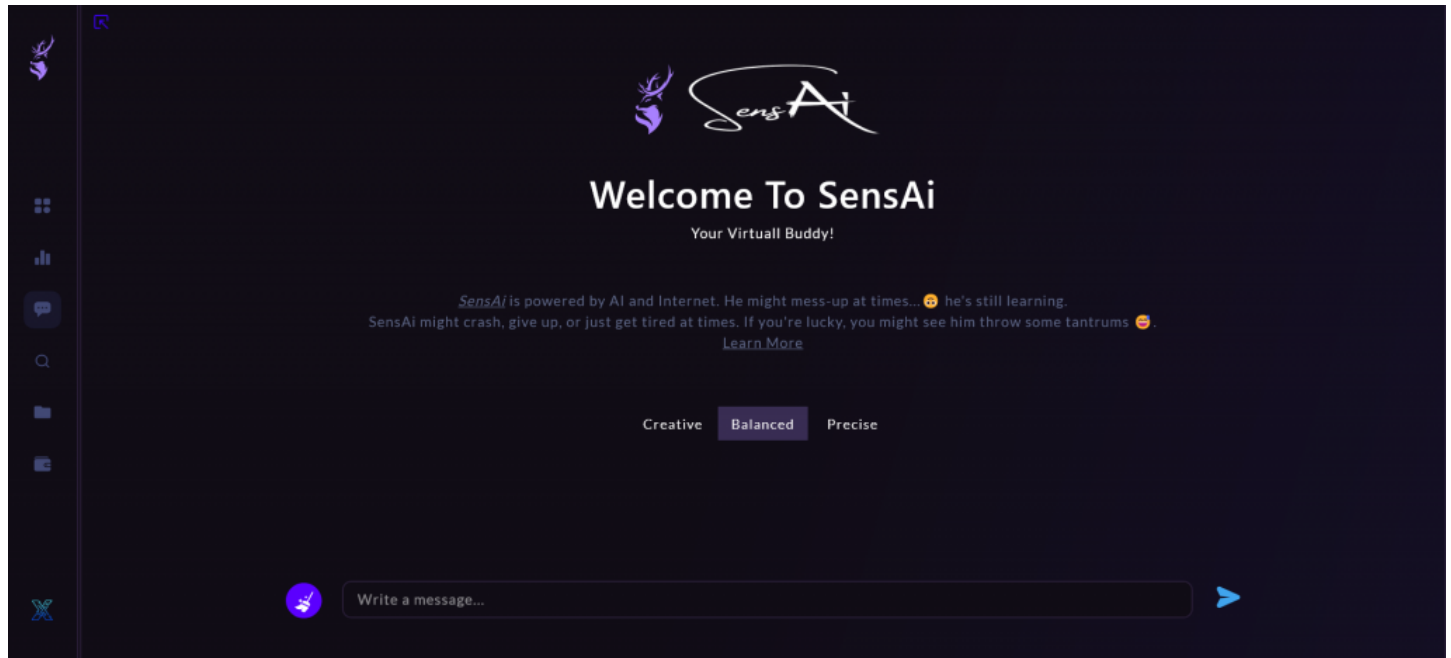 SensAi
Welcome To SensAi
Your Virtuall Buddy!
SensAi is powered by AI and Internet. He might mess-up at times...🙃 he's still learning.
SensAi might crash, give up, or just get tired at times. If you're lucky, you might see him throw some tantrums 😅.
Learn More
Creative Balanced Precise
Write a message...